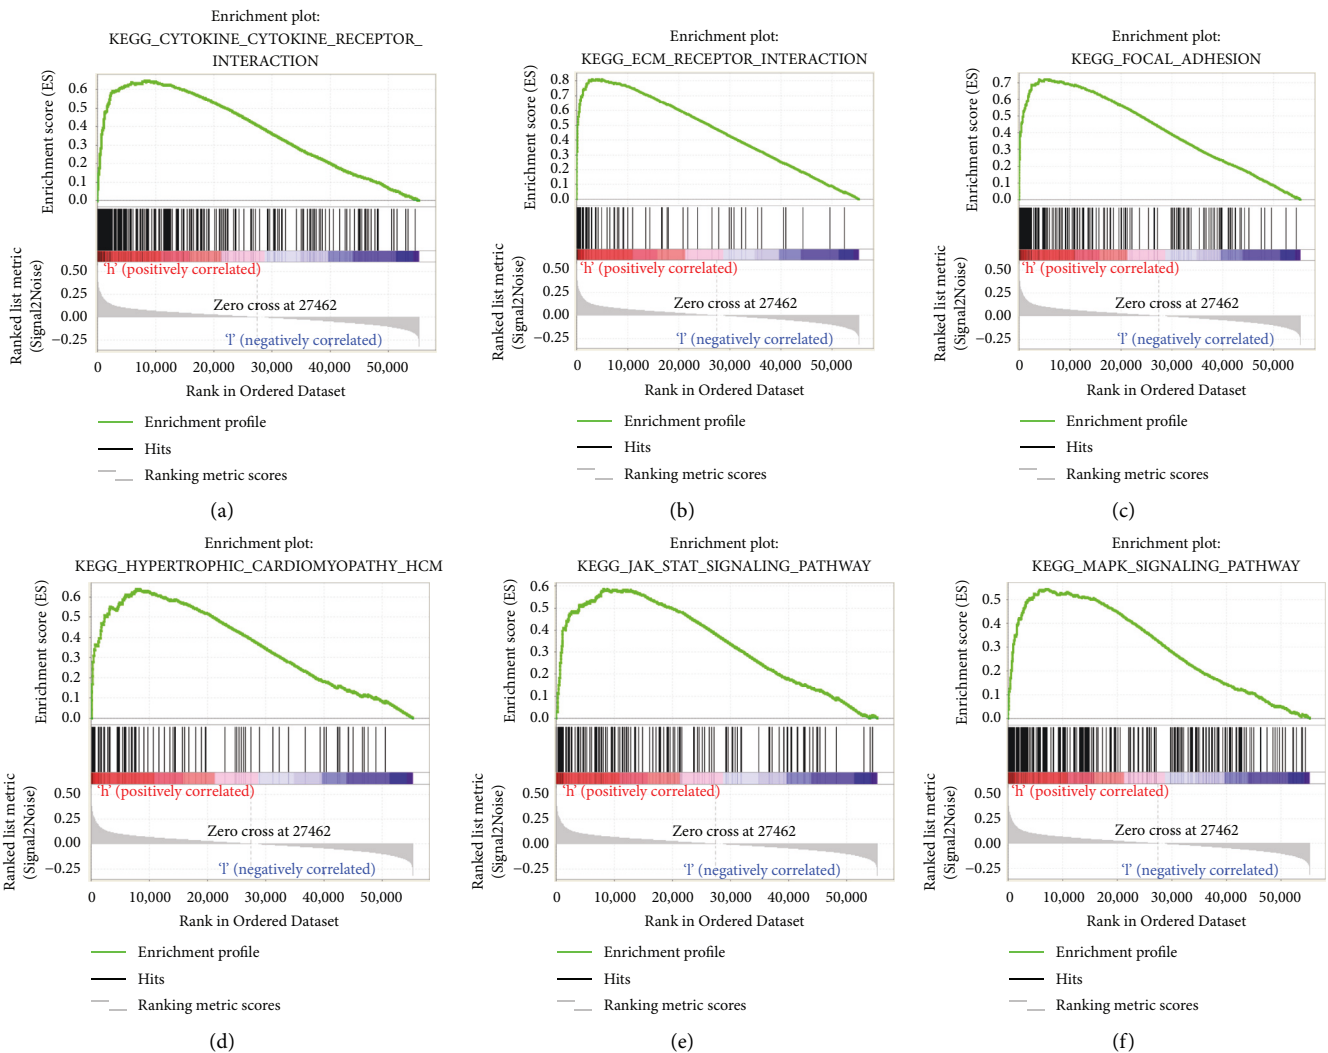 Enrichment plot:
KEGG_CYTOKINE_CYTOKINE_RECEPTOR_
INTERACTION
Enrichment score (ES)
0.6
0.5
0.4
0.3
0.2
0.1
0.0
Ranked list metric
(Signal2Noise)
0.50
0.25
0.00
−0.25
'h' (positively correlated)
Zero cross at 27462
'l' (negatively correlated)
0 10,000 20,000 30,000 40,000 50,000
Rank in Ordered Dataset
Enrichment profile
Hits
Ranking metric scores
(a)
Enrichment plot:
KEGG_ECM_RECEPTOR_INTERACTION
Enrichment score (ES)
0.8
0.7
0.6
0.5
0.4
0.3
0.2
0.1
0.0
Ranked list metric
(Signal2Noise)
0.50
0.25
0.00
−0.25
'h' (positively correlated)
Zero cross at 27462
'l' (negatively correlated)
0 10,000 20,000 30,000 40,000 50,000
Rank in Ordered Dataset
Enrichment profile
Hits
Ranking metric scores
(b)
Enrichment plot:
KEGG_FOCAL_ADHESION
Enrichment score (ES)
0.7
0.6
0.5
0.4
0.3
0.2
0.1
0.0
Ranked list metric
(Signal2Noise)
0.50
0.25
0.00
−0.25
'h' (positively correlated)
Zero cross at 27462
'l' (negatively correlated)
0 10,000 20,000 30,000 40,000 50,000
Rank in Ordered Dataset
Enrichment profile
Hits
Ranking metric scores
(c)
Enrichment plot:
KEGG_HYPERTROPHIC_CARDIOMYOPATHY_HCM
Enrichment score (ES)
0.6
0.5
0.4
0.3
0.2
0.1
0.0
Ranked list metric
(Signal2Noise)
0.50
0.25
0.00
−0.25
'h' (positively correlated)
Zero cross at 27462
'l' (negatively correlated)
0 10,000 20,000 30,000 40,000 50,000
Rank in Ordered Dataset
Enrichment profile
Hits
Ranking metric scores
(d)
Enrichment plot:
KEGG_JAK_STAT_SIGNALING_PATHWAY
Enrichment score (ES)
0.6
0.5
0.4
0.3
0.2
0.1
0.0
Ranked list metric
(Signal2Noise)
0.50
0.25
0.00
−0.25
'h' (positively correlated)
Zero cross at 27462
'l' (negatively correlated)
0 10,000 20,000 30,000 40,000 50,000
Rank in Ordered Dataset
Enrichment profile
Hits
Ranking metric scores
(e)
Enrichment plot:
KEGG_MAPK_SIGNALING_PATHWAY
Enrichment score (ES)
0.5
0.4
0.3
0.2
0.1
0.0
Ranked list metric
(Signal2Noise)
0.50
0.25
0.00
−0.25
'h' (positively correlated)
Zero cross at 27462
'l' (negatively correlated)
0 10,000 20,000 30,000 40,000 50,000
Rank in Ordered Dataset
Enrichment profile
Hits
Ranking metric scores
(f)